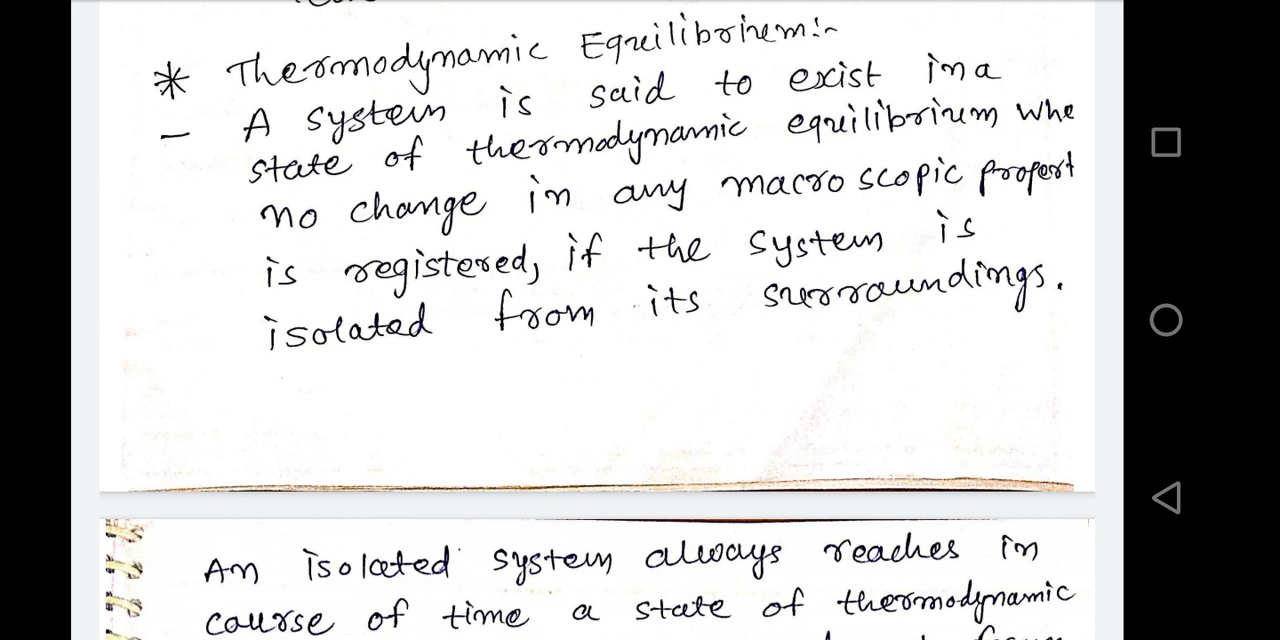 * Thermodynamic Equilibrium:-
- A system is said to exist in a
state of thermodynamic equilibrium whe
no change in any macroscopic propert
is registered, if the system is
isolated from its surroundings.
An isolated system always reaches in
course of time a state of thermodynamic